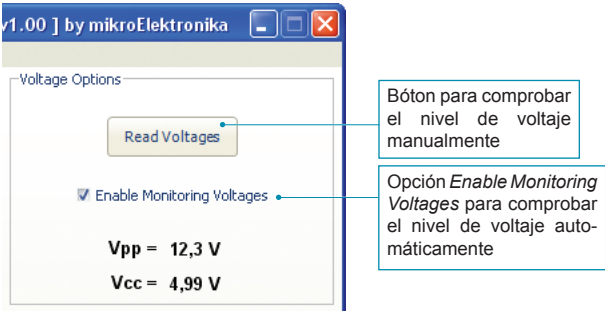 v1.00 ] by mikroElektronika
Voltage Options
Read Voltages
Enable Monitoring Voltages
Vpp = 12,3 V
Vcc = 4,99 V
Bóton para comprobar
el nivel de voltaje
manualmente
Opción Enable Monitoring
Voltages para comprobar
el nivel de voltaje auto-
máticamente